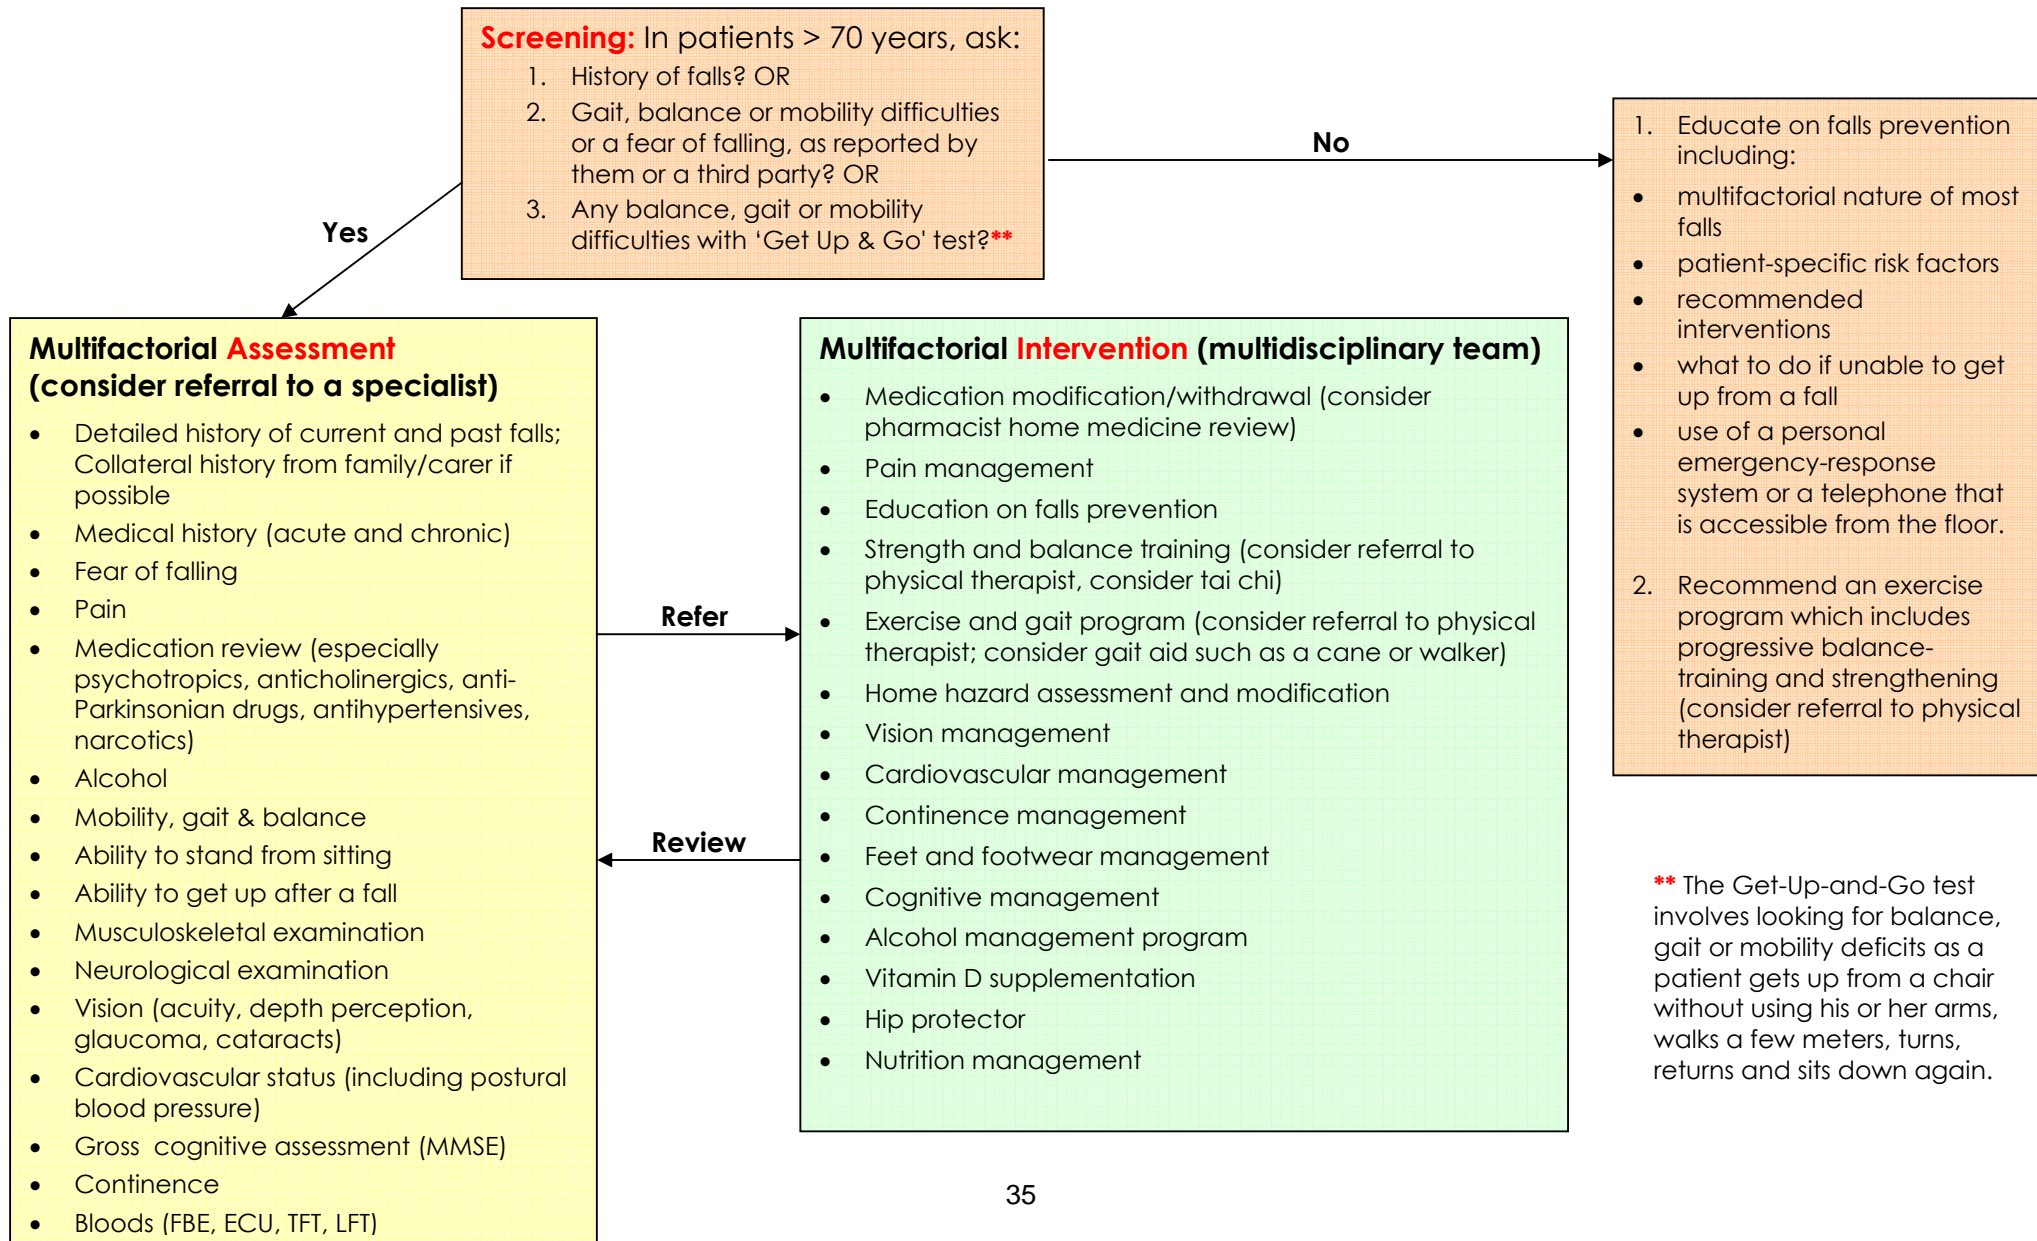 Screening: In patients > 70 years, ask:
1. History of falls? OR
2. Gait, balance or mobility difficulties
or a fear of falling, as reported by
them or a third party? OR
3. Any balance, gait or mobility
difficulties with ‘Get Up & Go' test?**
No
Yes
1. Educate on falls prevention
including:
• multifactorial nature of most
falls
• patient-specific risk factors
• recommended
interventions
• what to do if unable to get
up from a fall
• use of a personal
emergency-response
system or a telephone that
is accessible from the floor.
2. Recommend an exercise
program which includes
progressive balance-
training and strengthening
(consider referral to physical
therapist)
Multifactorial Assessment
(consider referral to a specialist)
• Detailed history of current and past falls;
Collateral history from family/carer if
possible
• Medical history (acute and chronic)
• Fear of falling
• Pain
• Medication review (especially
psychotropics, anticholinergics, anti-
Parkinsonian drugs, antihypertensives,
narcotics)
• Alcohol
• Mobility, gait & balance
• Ability to stand from sitting
• Ability to get up after a fall
• Musculoskeletal examination
• Neurological examination
• Vision (acuity, depth perception,
glaucoma, cataracts)
• Cardiovascular status (including postural
blood pressure)
• Gross  cognitive assessment (MMSE)
• Continence
• Bloods (FBE, ECU, TFT, LFT)
Refer
Review
Multifactorial Intervention (multidisciplinary team)
• Medication modification/withdrawal (consider
pharmacist home medicine review)
• Pain management
• Education on falls prevention
• Strength and balance training (consider referral to
physical therapist, consider tai chi)
• Exercise and gait program (consider referral to physical
therapist; consider gait aid such as a cane or walker)
• Home hazard assessment and modification
• Vision management
• Cardiovascular management
• Continence management
• Feet and footwear management
• Cognitive management
• Alcohol management program
• Vitamin D supplementation
• Hip protector
• Nutrition management
** The Get-Up-and-Go test
involves looking for balance,
gait or mobility deficits as a
patient gets up from a chair
without using his or her arms,
walks a few meters, turns,
returns and sits down again.
35